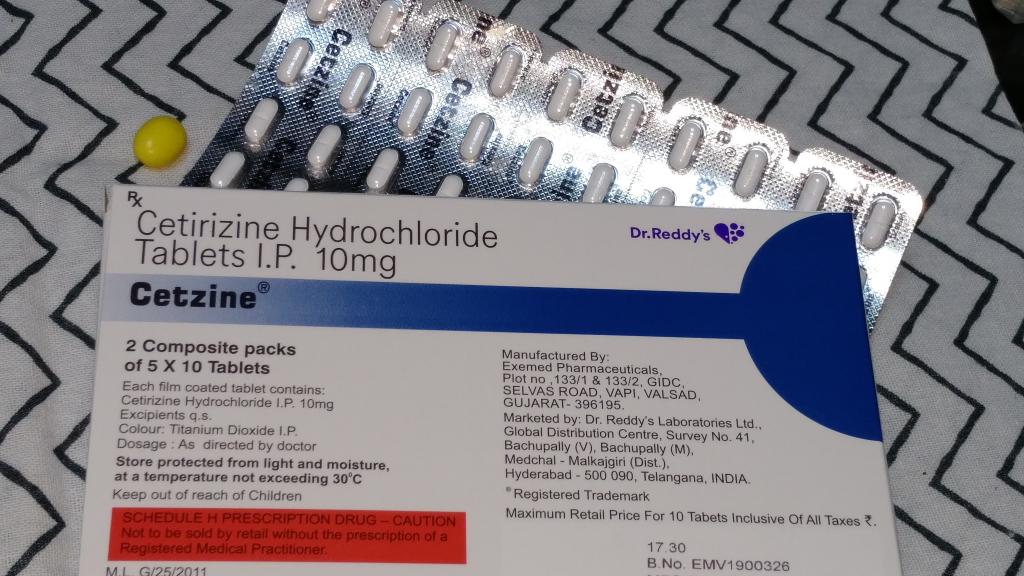 Cetzine
Cetzine
Cetzine
Rx
Cetirizine Hydrochloride
Tablets I.P. 10mg
Dr.Reddy's
Cetzine®
2 Composite packs
of 5 X 10 Tablets
Each film coated tablet contains:
Cetirizine Hydrochloride I.P. 10mg
Excipients q.s.
Colour: Titanium Dioxide I.P.
Dosage : As directed by doctor
Store protected from light and moisture,
at a temperature not exceeding 30°C
Keep out of reach of Children
SCHEDULE H PRESCRIPTION DRUG – CAUTION
Not to be sold by retail without the prescription of a
Registered Medical Practitioner.
M.L. G/25/2011
Manufactured By:
Exemed Pharmaceuticals,
Plot no ,133/1 & 133/2, GIDC,
SELVAS ROAD, VAPI, VALSAD,
GUJARAT- 396195.
Marketed by: Dr. Reddy's Laboratories Ltd.,
Global Distribution Centre, Survey No. 41,
Bachupally (V), Bachupally (M),
Medchal - Malkajgiri (Dist.),
Hyderabad - 500 090, Telangana, INDIA.
®Registered Trademark
Maximum Retail Price For 10 Tabets Inclusive Of All Taxes ₹.
17.30
B.No. EMV1900326